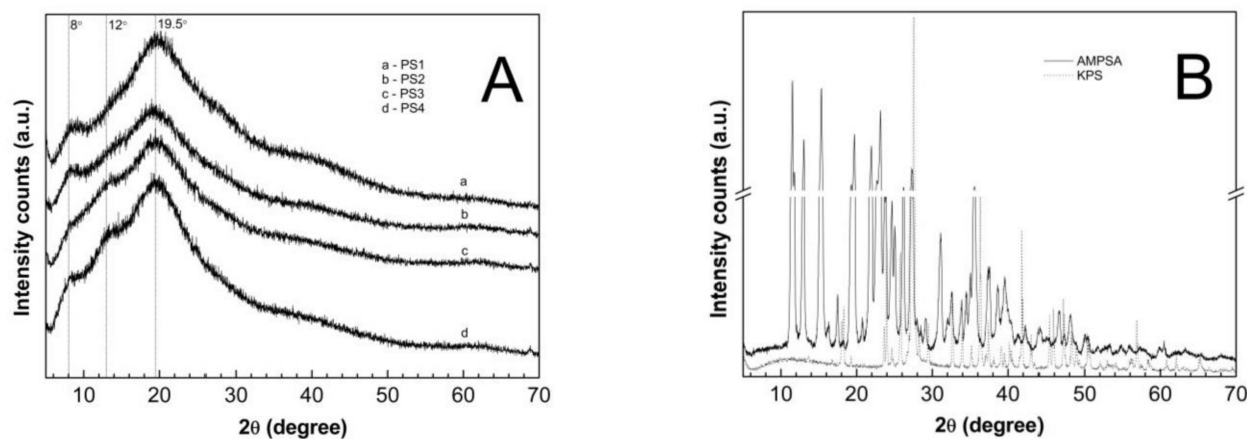 8° 12° 19.5°
a - PS1
b - PS2
c - PS3
d - PS4
A
a
b
c
d
Intensity counts (a.u.)
10 20 30 40 50 60 70
2θ (degree)
AMPSA
KPS
B
Intensity counts (a.u.)
10 20 30 40 50 60 70
2θ (degree)